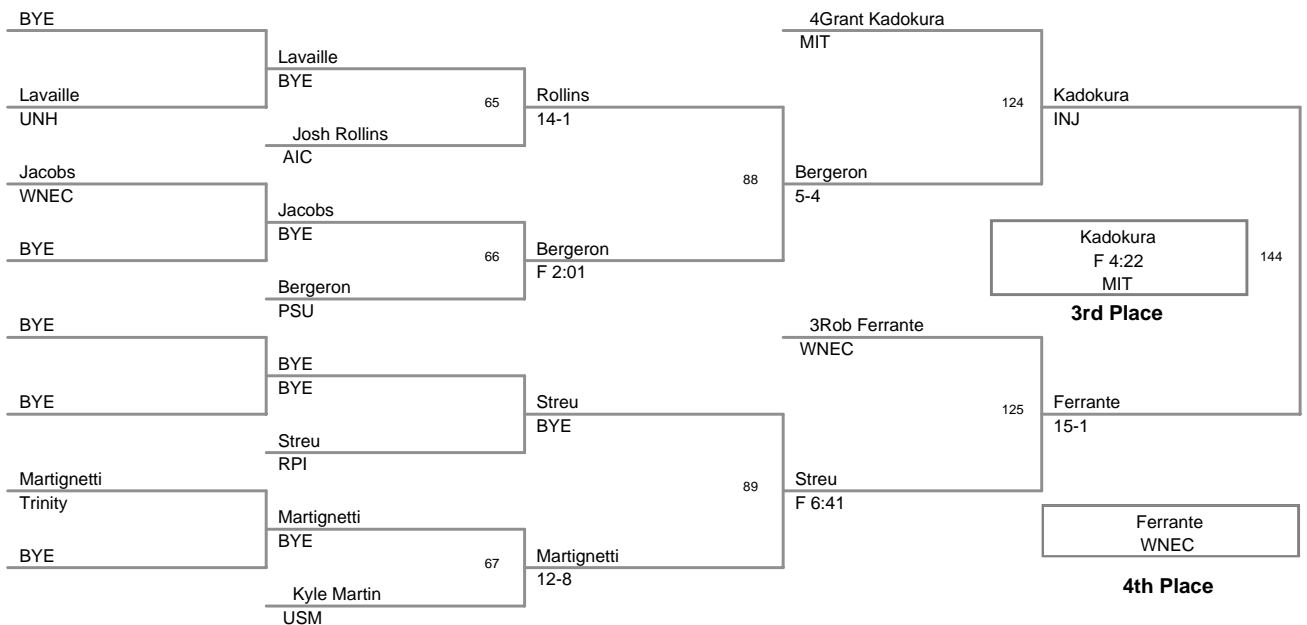 BYE
Lavaille
UNH
Jacobs
WNEC
BYE
BYE
BYE
Martignetti
Trinity
BYE
Lavaille
BYE
65
Josh Rollins
AIC
Jacobs
BYE
66
Bergeron
PSU
BYE
BYE
Streu
RPI
Martignetti
BYE
67
Kyle Martin
USM
Rollins
14-1
88
Bergeron
F 2:01
Streu
BYE
89
Martignetti
12-8
4Grant Kadokura
MIT
124
Bergeron
5-4
3Rob Ferrante
WNEC
125
Streu
F 6:41
Kadokura
INJ
Kadokura
F 4:22
MIT
144
3rd Place
Ferrante
15-1
Ferrante
WNEC
4th Place